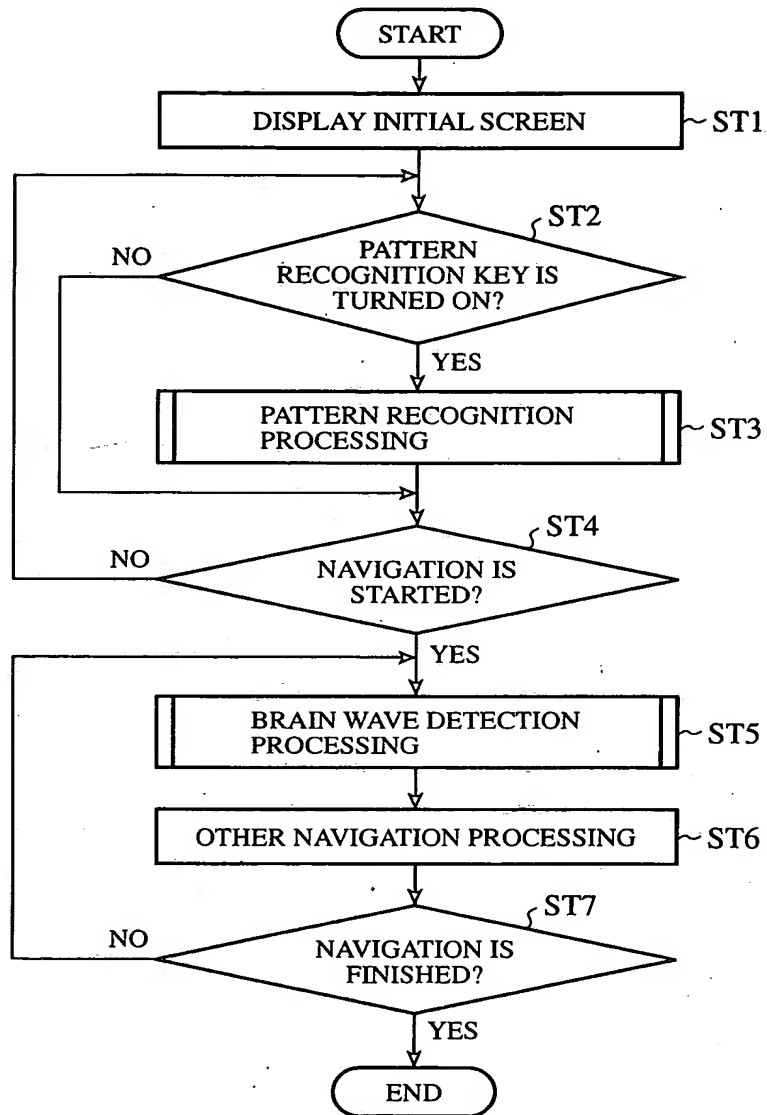 START
DISPLAY INITIAL SCREEN
ST1
ST2
NO
PATTERN
RECOGNITION KEY IS
TURNED ON?
YES
PATTERN RECOGNITION
PROCESSING
ST3
ST4
NO
NAVIGATION IS
STARTED?
YES
BRAIN WAVE DETECTION
PROCESSING
ST5
OTHER NAVIGATION PROCESSING
ST6
ST7
NO
NAVIGATION IS
FINISHED?
YES
END